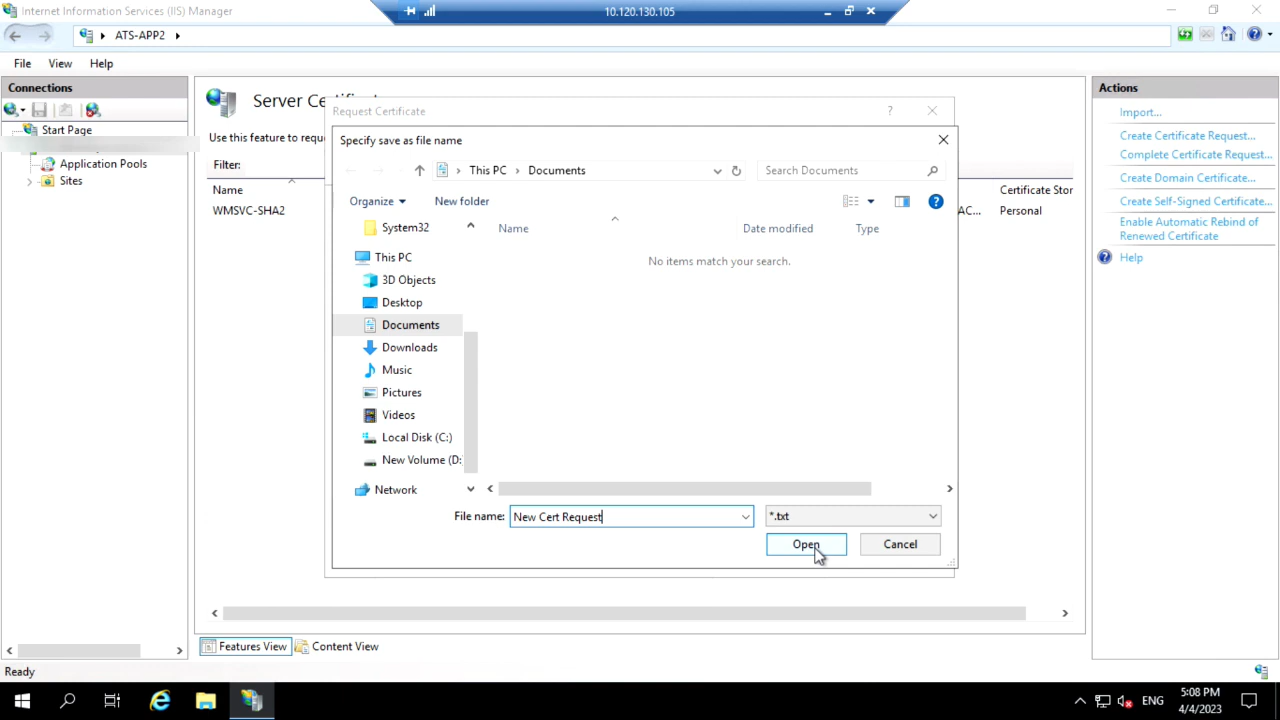 Internet Information Services (IIS) Manager
10.120.130.105
ATS-APP2
File View Help
Connections
Start Page
Application Pools
Sites
Server Certificat
Use this feature to requ
Filter:
Name
Certificate Stor
WMSVC-SHA2
AC...
Personal
Request Certificate
?
Specify save as file name
This PC
Documents
Search Documents
Organize
New folder
System32
This PC
3D Objects
Desktop
Documents
Downloads
Music
Pictures
Videos
Local Disk (C:)
New Volume (D:
Network
Name
Date modified
Type
No items match your search.
File name:
New Cert Request
*.txt
Open
Cancel
Features View
Content View
Actions
Import...
Create Certificate Request...
Complete Certificate Request...
Create Domain Certificate...
Create Self-Signed Certificate...
Enable Automatic Rebind of
Renewed Certificate
Help
Ready
ENG
5:08 PM
4/4/2023